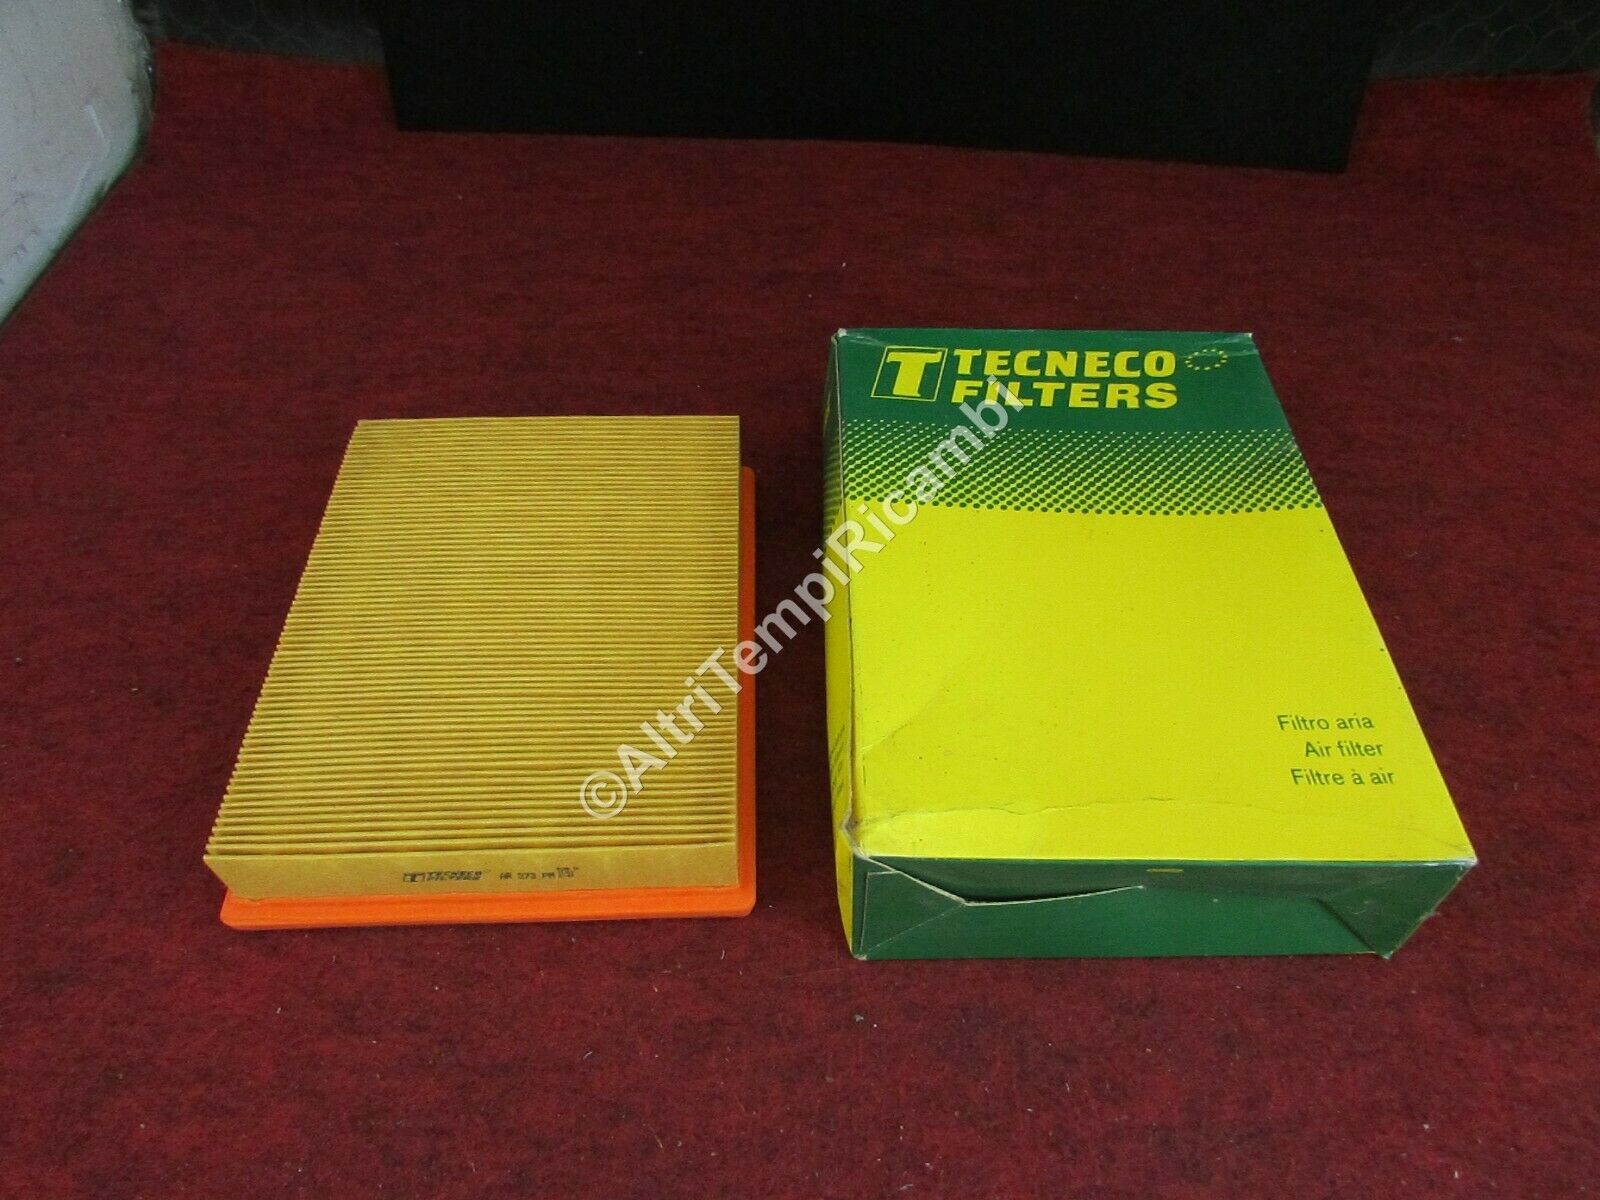 T TECNECO
FILTERS
Filtro aria
Air filter
Filtre à air
TECNECO
FILTERS
©AltriTempiRicambi